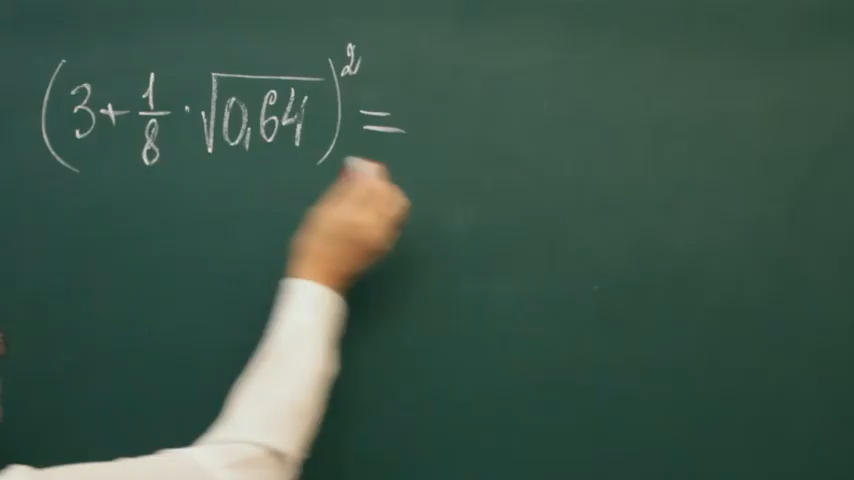 (3 + 1/8 · √0,64)² =